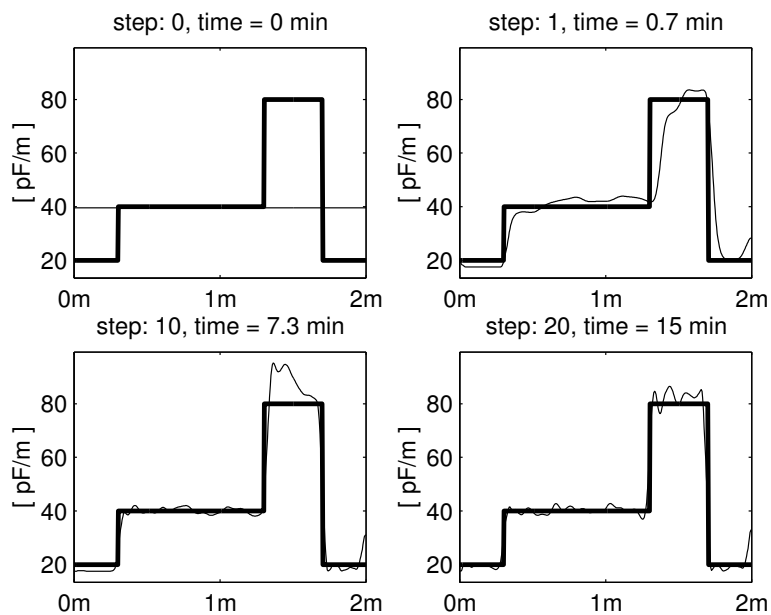 step: 0, time = 0 min
80
60
40
20
[ pF/m ]
0m 1m 2m
step: 1, time = 0.7 min
80
60
40
20
[ pF/m ]
0m 1m 2m
step: 10, time = 7.3 min
80
60
40
20
[ pF/m ]
0m 1m 2m
step: 20, time = 15 min
80
60
40
20
[ pF/m ]
0m 1m 2m